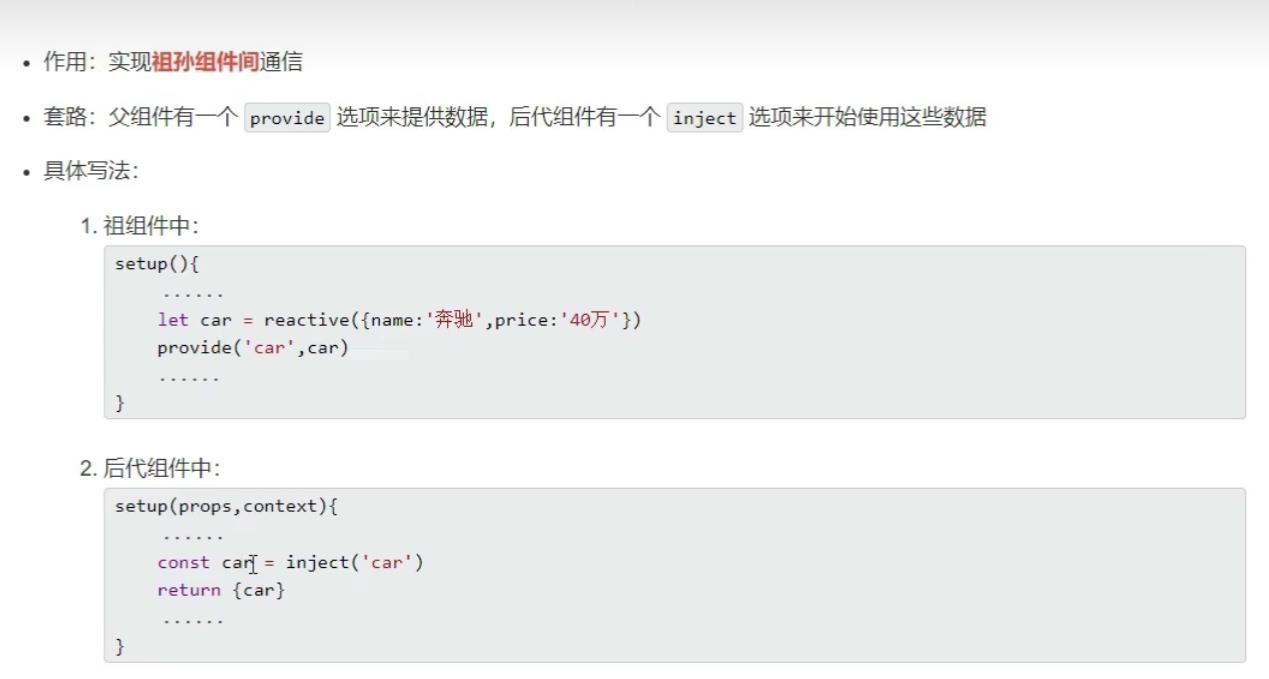 作用：实现祖孙组件间通信
套路：父组件有一个 provide 选项来提供数据，后代组件有一个 inject 选项来开始使用这些数据
具体写法：
1. 祖组件中：
setup(){
......
let car = reactive({name:'奔驰',price:'40万'})
provide('car',car)
......
}
2. 后代组件中：
setup(props,context){
......
const car = inject('car')
return {car}
......
}